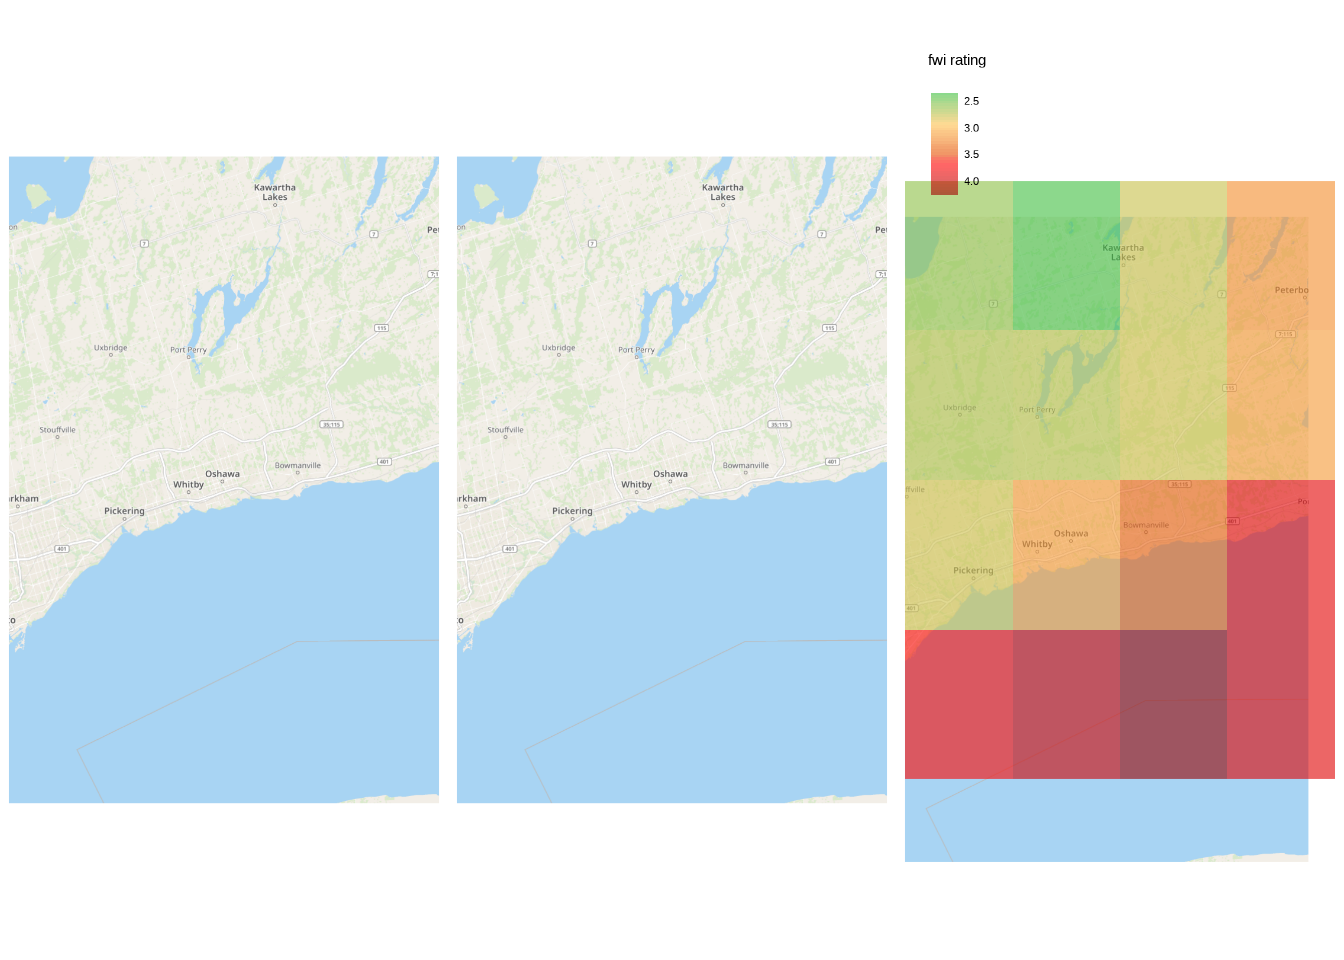 fwi rating
2.5
3.0
3.5
4.0
Kawartha
Lakes
on
7
7
Pet
7;1
115
Uxbridge
Port Perry
Stouffville
35;115
401
Bowmanville
Oshawa
Whitby
rkham
Pickering
401
to
Kawartha
Lakes
on
7
7
Pet
7;1
115
Uxbridge
Port Perry
Stouffville
35;115
401
Bowmanville
Oshawa
Whitby
rkham
Pickering
401
to
Kawartha
Lakes
7
7
Peterbo
7;115
115
Uxbridge
Port Perry
ffville
35;115
Po
401
Bowmanville
Oshawa
Whitby
Pickering
401